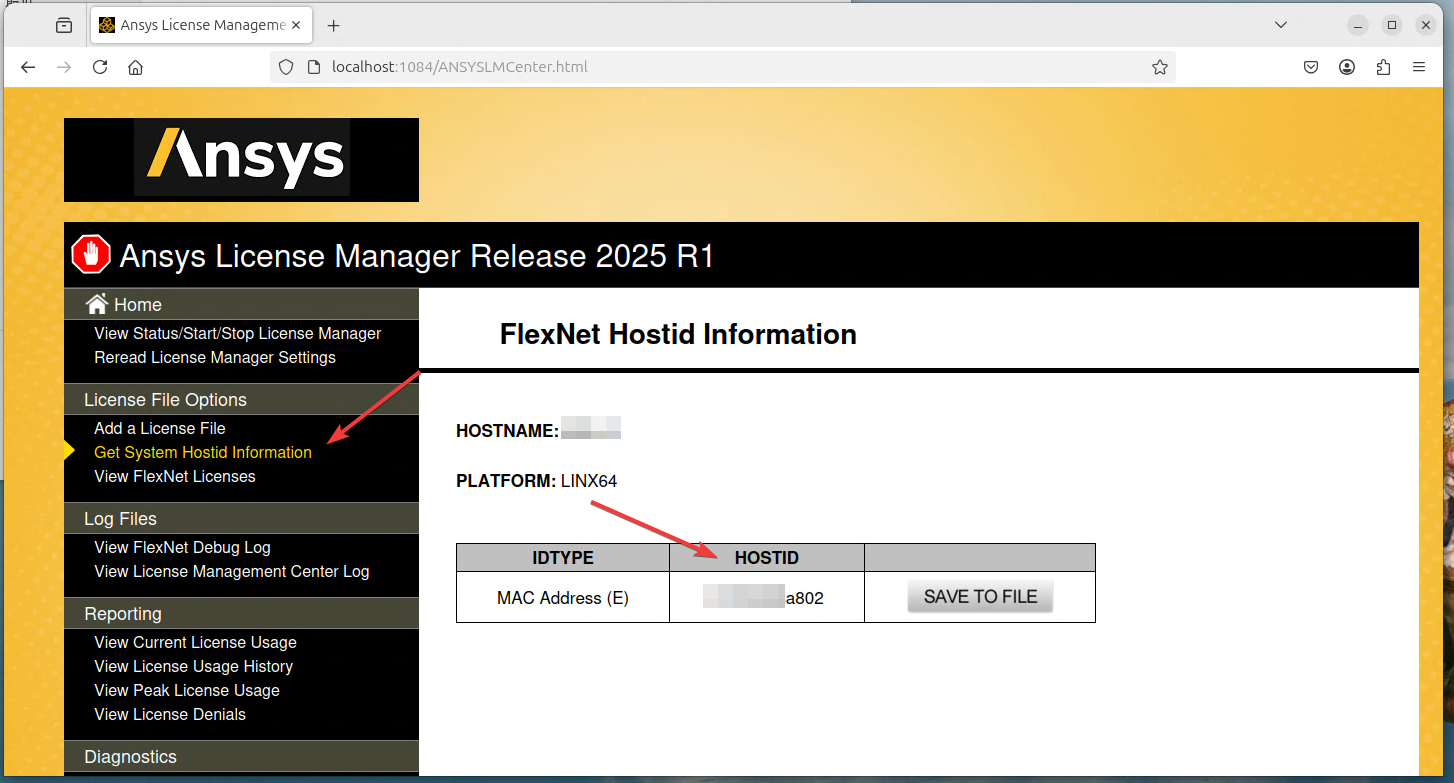 Ansys License Manageme
localhost:1084/ANSYSLMCenter.html
Ansys
Ansys License Manager Release 2025 R1
Home
View Status/Start/Stop License Manager
Reread License Manager Settings
License File Options
Add a License File
Get System Hostid Information
View FlexNet Licenses
Log Files
View FlexNet Debug Log
View License Management Center Log
Reporting
View Current License Usage
View License Usage History
View Peak License Usage
View License Denials
Diagnostics
FlexNet Hostid Information
HOSTNAME:
PLATFORM: LINX64
IDTYPE HOSTID
MAC Address (E) a802 SAVE TO FILE